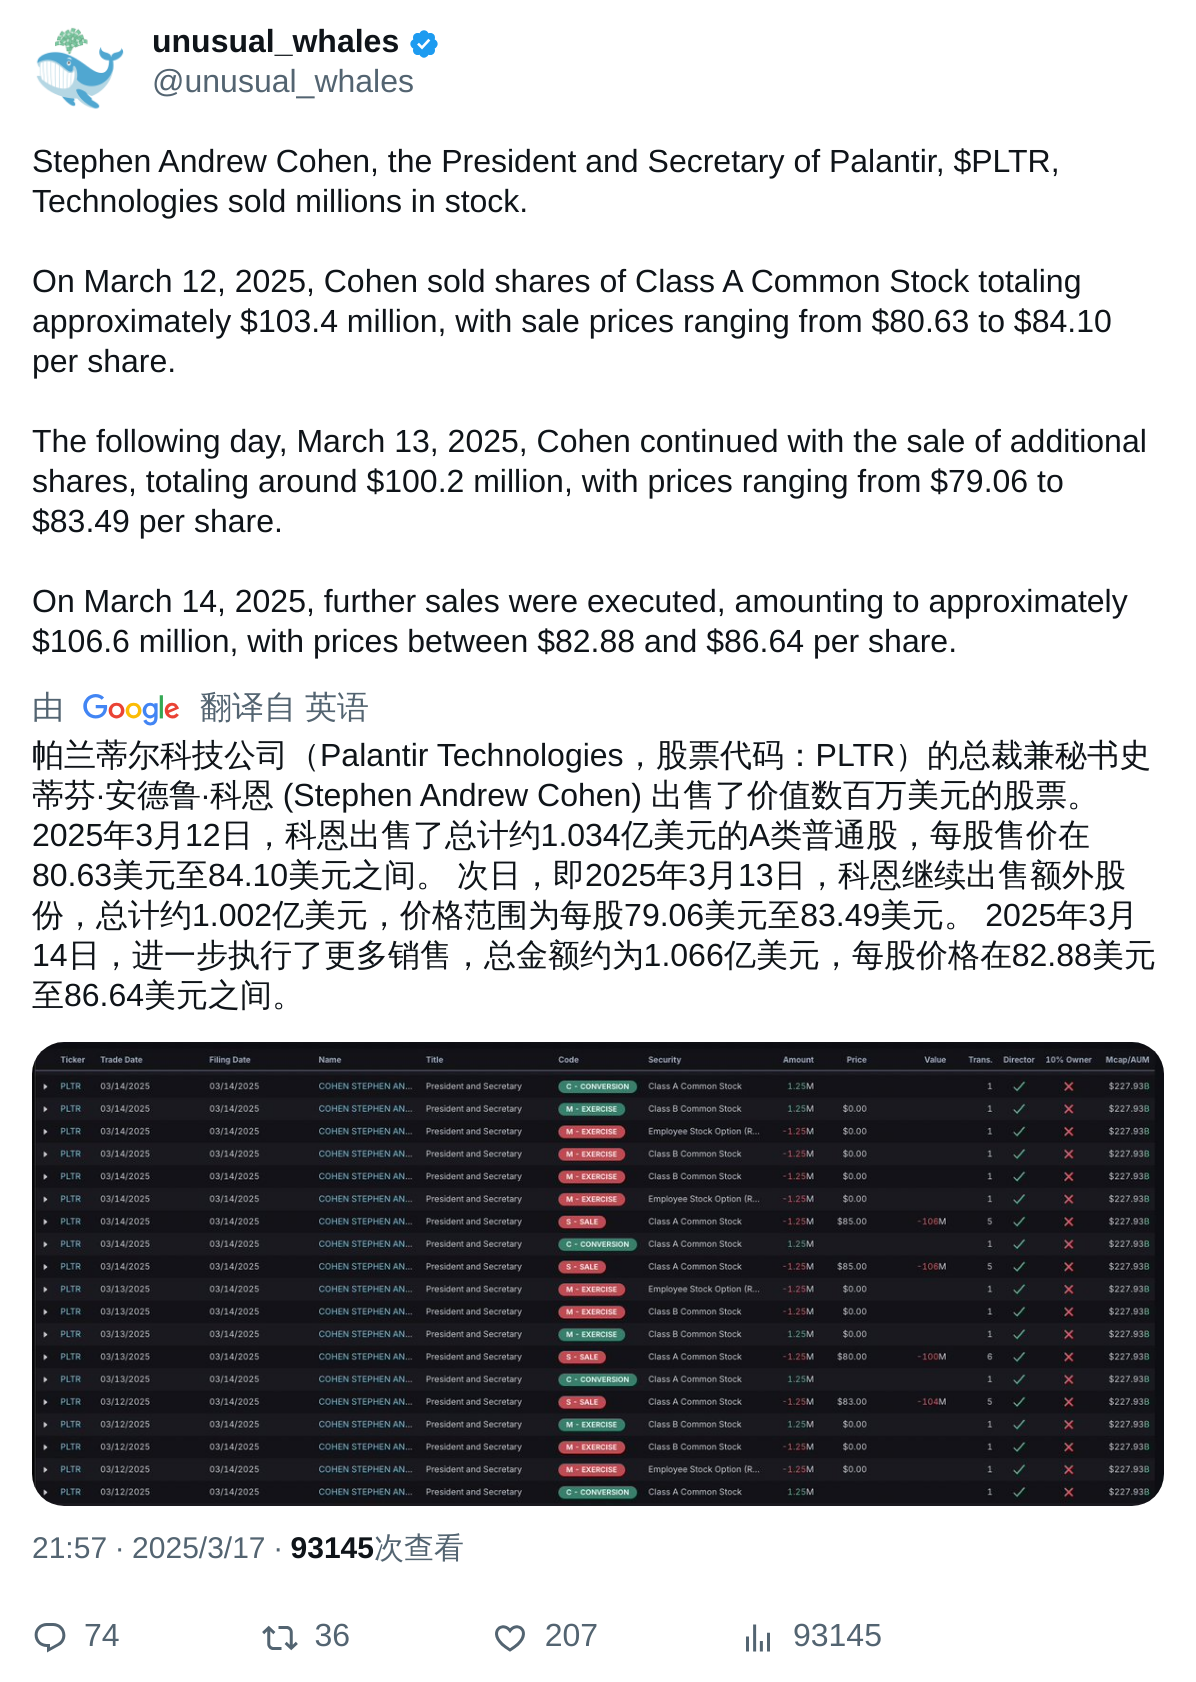 unusual_whales
@unusual_whales
Stephen Andrew Cohen, the President and Secretary of Palantir, $PLTR,
Technologies sold millions in stock.
On March 12, 2025, Cohen sold shares of Class A Common Stock totaling
approximately $103.4 million, with sale prices ranging from $80.63 to $84.10
per share.
The following day, March 13, 2025, Cohen continued with the sale of additional
shares, totaling around $100.2 million, with prices ranging from $79.06 to
$83.49 per share.
On March 14, 2025, further sales were executed, amounting to approximately
$106.6 million, with prices between $82.88 and $86.64 per share.
由 Google 翻译自 英语
帕兰蒂尔科技公司（Palantir Technologies，股票代码：PLTR）的总裁兼秘书史
蒂芬·安德鲁·科恩 (Stephen Andrew Cohen) 出售了价值数百万美元的股票。
2025年3月12日，科恩出售了总计约1.034亿美元的A类普通股，每股售价在
80.63美元至84.10美元之间。 次日，即2025年3月13日，科恩继续出售额外股
份，总计约1.002亿美元，价格范围为每股79.06美元至83.49美元。 2025年3月
14日，进一步执行了更多销售，总金额约为1.066亿美元，每股价格在82.88美元
至86.64美元之间。
Ticker Trade Date Filing Date Name Title Code Security Amount Price Value Trans. Director 10% Owner Mcap/AUM
PLTR 03/14/2025 03/14/2025 COHEN STEPHEN AN... President and Secretary C - CONVERSION Class A Common Stock 1.25M 1 $227.93B
PLTR 03/14/2025 03/14/2025 COHEN STEPHEN AN... President and Secretary M - EXERCISE Class B Common Stock 1.25M $0.00 1 $227.93B
PLTR 03/14/2025 03/14/2025 COHEN STEPHEN AN... President and Secretary M - EXERCISE Employee Stock Option (R... -1.25M $0.00 1 $227.93B
PLTR 03/14/2025 03/14/2025 COHEN STEPHEN AN... President and Secretary M - EXERCISE Class B Common Stock -1.25M $0.00 1 $227.93B
PLTR 03/14/2025 03/14/2025 COHEN STEPHEN AN... President and Secretary M - EXERCISE Class B Common Stock -1.25M $0.00 1 $227.93B
PLTR 03/14/2025 03/14/2025 COHEN STEPHEN AN... President and Secretary M - EXERCISE Employee Stock Option (R... -1.25M $0.00 1 $227.93B
PLTR 03/14/2025 03/14/2025 COHEN STEPHEN AN... President and Secretary S - SALE Class A Common Stock -1.25M $85.00 -106M 5 $227.93B
PLTR 03/14/2025 03/14/2025 COHEN STEPHEN AN... President and Secretary C - CONVERSION Class A Common Stock 1.25M 1 $227.93B
PLTR 03/14/2025 03/14/2025 COHEN STEPHEN AN... President and Secretary S - SALE Class A Common Stock -1.25M $85.00 -106M 5 $227.93B
PLTR 03/13/2025 03/14/2025 COHEN STEPHEN AN... President and Secretary M - EXERCISE Employee Stock Option (R... -1.25M $0.00 1 $227.93B
PLTR 03/13/2025 03/14/2025 COHEN STEPHEN AN... President and Secretary M - EXERCISE Class B Common Stock -1.25M $0.00 1 $227.93B
PLTR 03/13/2025 03/14/2025 COHEN STEPHEN AN... President and Secretary M - EXERCISE Class B Common Stock 1.25M $0.00 1 $227.93B
PLTR 03/13/2025 03/14/2025 COHEN STEPHEN AN... President and Secretary S - SALE Class A Common Stock -1.25M $80.00 -100M 6 $227.93B
PLTR 03/13/2025 03/14/2025 COHEN STEPHEN AN... President and Secretary C - CONVERSION Class A Common Stock 1.25M 1 $227.93B
PLTR 03/12/2025 03/14/2025 COHEN STEPHEN AN... President and Secretary S - SALE Class A Common Stock -1.25M $83.00 -104M 5 $227.93B
PLTR 03/12/2025 03/14/2025 COHEN STEPHEN AN... President and Secretary M - EXERCISE Class B Common Stock 1.25M $0.00 1 $227.93B
PLTR 03/12/2025 03/14/2025 COHEN STEPHEN AN... President and Secretary M - EXERCISE Class B Common Stock -1.25M $0.00 1 $227.93B
PLTR 03/12/2025 03/14/2025 COHEN STEPHEN AN... President and Secretary M - EXERCISE Employee Stock Option (R... -1.25M $0.00 1 $227.93B
PLTR 03/12/2025 03/14/2025 COHEN STEPHEN AN... President and Secretary C - CONVERSION Class A Common Stock 1.25M 1 $227.93B
21:57 · 2025/3/17 · 93145次查看
74 36 207 93145